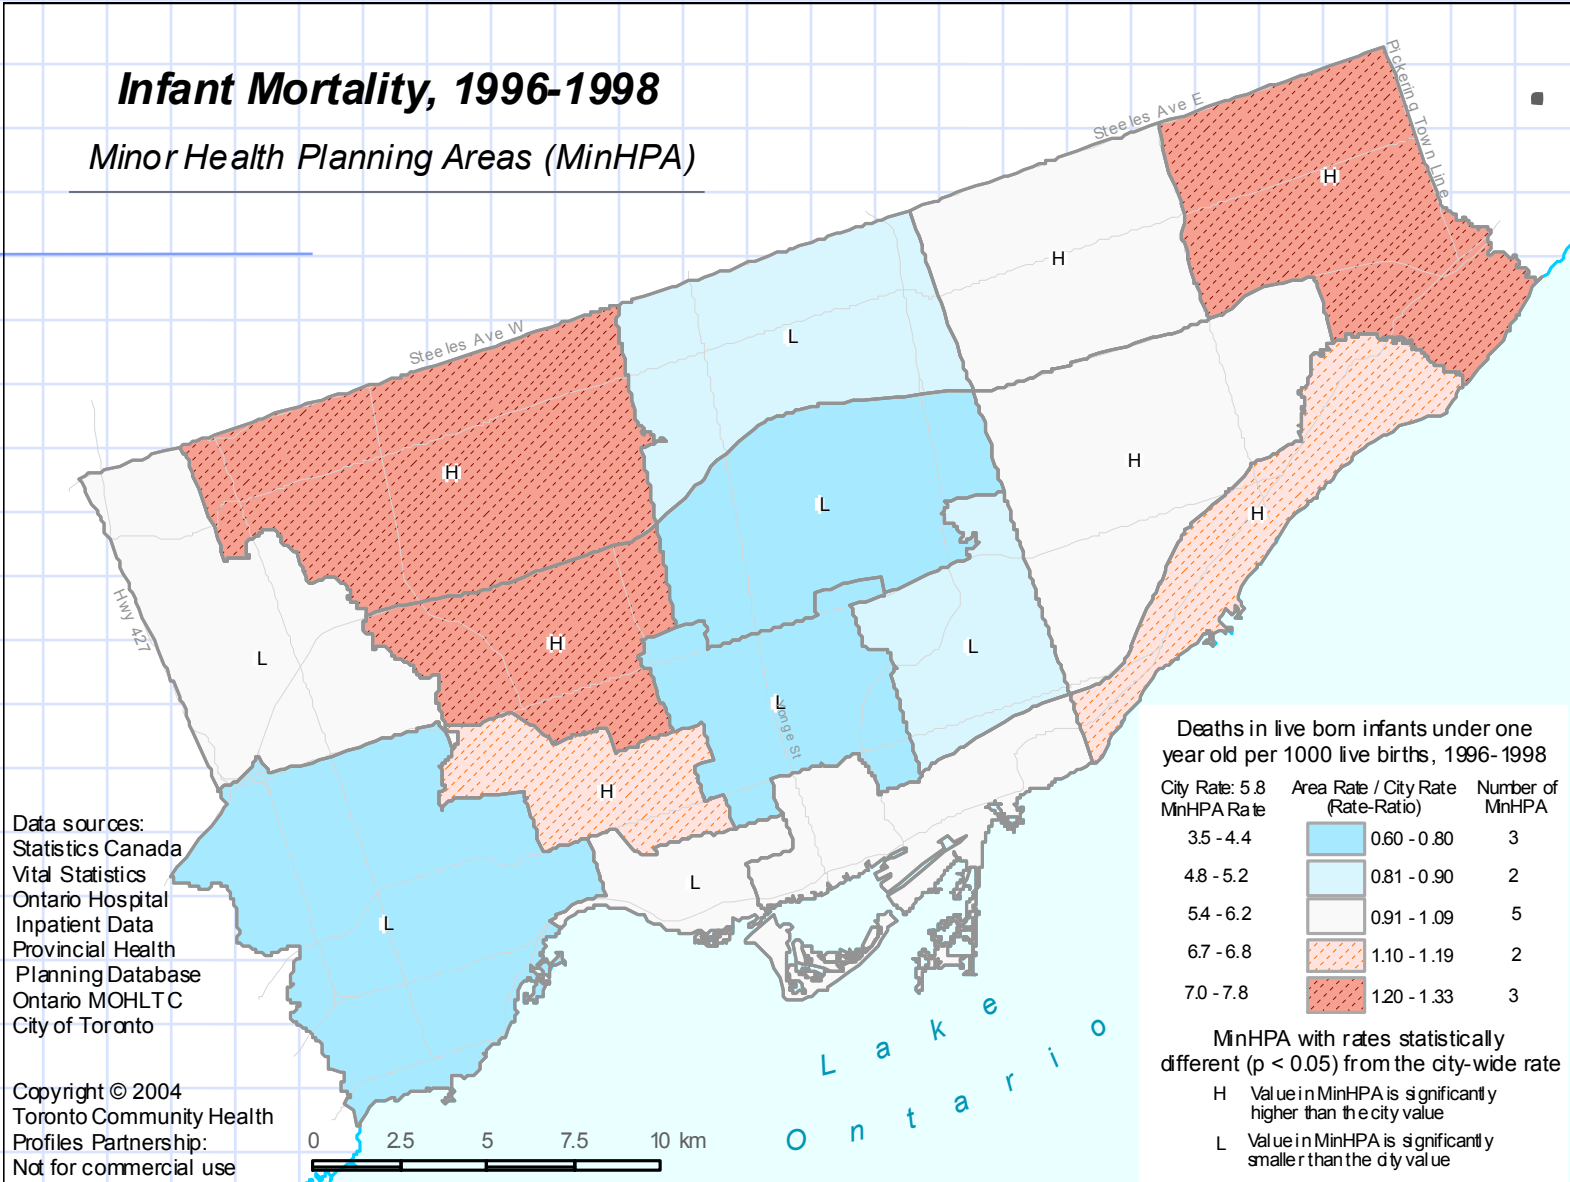 Infant Mortality, 1996-1998
Minor Health Planning Areas (MinHPA)
Steeles Ave E
Pickering Town Line
Steeles Ave W
Hwy 427
Yonge St
H
H
L
H
L
H
H
L
H
L
L
H
L
L
Lake
Ontario
Data sources:
Statistics Canada
Vital Statistics
Ontario Hospital
Inpatient Data
Provincial Health
Planning Database
Ontario MOHLTC
City of Toronto
Copyright © 2004
Toronto Community Health
Profiles Partnership:
Not for commercial use
0 2.5 5 7.5 10 km
Deaths in live born infants under one
year old per 1000 live births, 1996-1998
City Rate: 5.8 Area Rate / City Rate Number of
MinHPA Rate (Rate-Ratio) MinHPA
3.5 - 4.4 0.60 - 0.80 3
4.8 - 5.2 0.81 - 0.90 2
5.4 - 6.2 0.91 - 1.09 5
6.7 - 6.8 1.10 - 1.19 2
7.0 - 7.8 1.20 - 1.33 3
MinHPA with rates statistically
different (p < 0.05) from the city-wide rate
H Value in MinHPA is significantly
higher than the city value
L Value in MinHPA is significantly
smaller than the city value